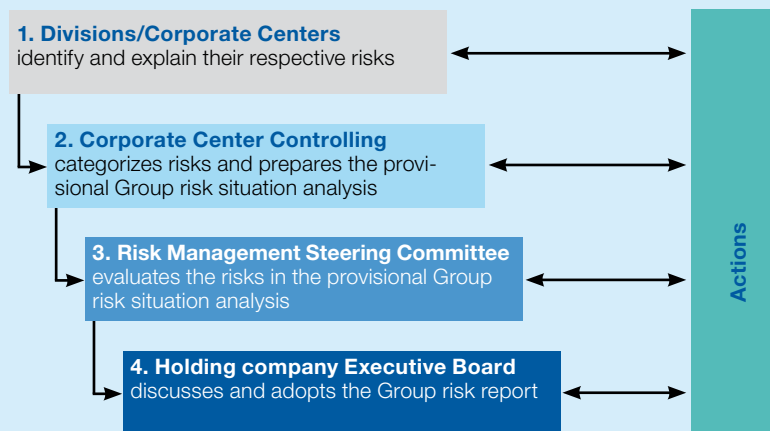 1. Divisions/Corporate Centers
identify and explain their respective risks
2. Corporate Center Controlling
categorizes risks and prepares the provi-
sional Group risk situation analysis
3. Risk Management Steering Committee
evaluates the risks in the provisional Group
risk situation analysis
4. Holding company Executive Board
discusses and adopts the Group risk report
Actions